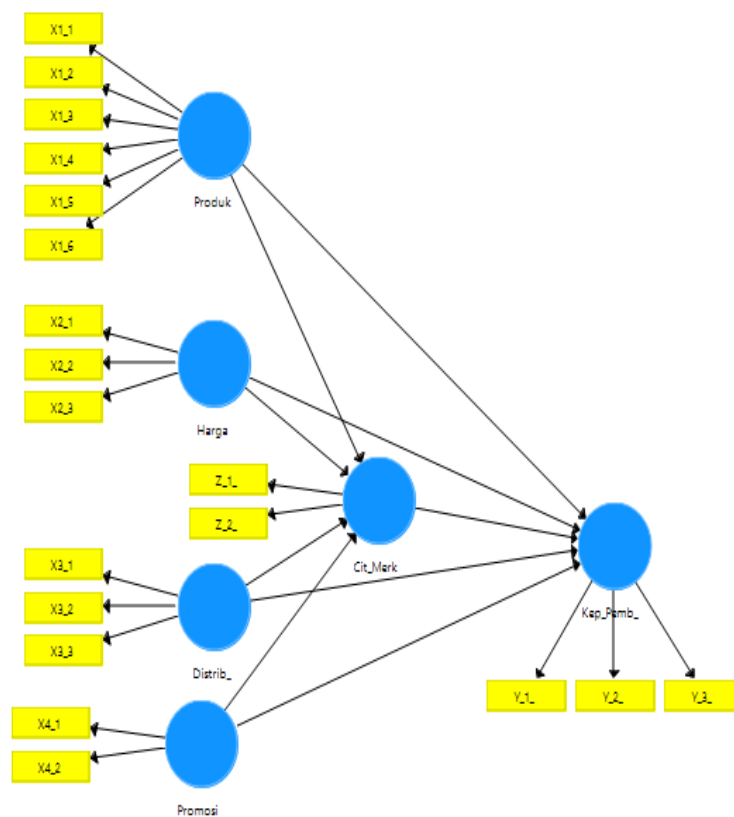 X1_1
X1_2
X1_3
X1_4
X1_5
X1_6
Produk
X2_1
X2_2
X2_3
Harga
Z_1_
Z_2_
Cit_Merk
X3_1
X3_2
X3_3
Distrib_
Kep_Pemb_
Y_1_
Y_2_
Y_3_
X4_1
X4_2
Promosi